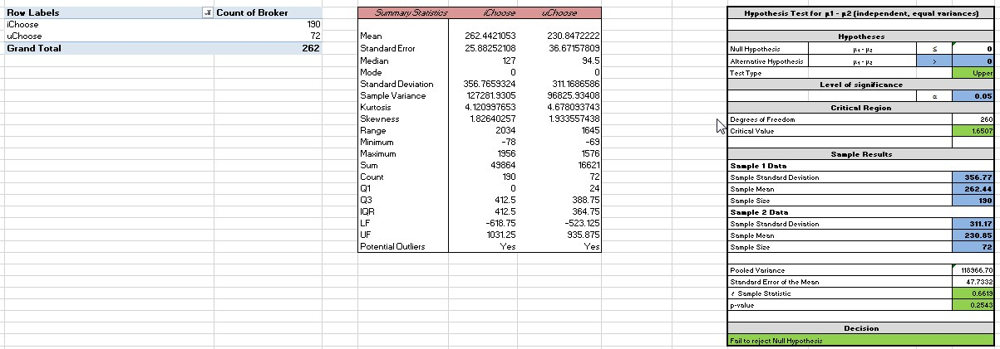 Row Labels Count of Broker
iChoose 190
uChoose 72
Grand Total 262
Summary Statistics iChoose uChoose
Mean 262.4421053 230.8472222
Standard Error 25.88252108 36.67157809
Median 127 94.5
Mode 0 0
Standard Deviation 356.7659324 311.1686586
Sample Variance 127281.9305 96825.93408
Kurtosis 4.120997653 4.678093743
Skewness 1.82640257 1.933557438
Range 2034 1645
Minimum -78 -69
Maximum 1956 1576
Sum 49864 16621
Count 190 72
Q1 0 24
Q3 412.5 388.75
IQR 412.5 364.75
LF -618.75 -523.125
UF 1031.25 935.875
Potential Outliers Yes Yes
Hypothesis Test for µ1 - µ2 (independent, equal variances)
Hypotheses
Null Hypothesis µ₁ - µ₂ ≤ 0
Alternative Hypothesis µ₁ - µ₂ > 0
Test Type Upper
Level of significance
α 0.05
Critical Region
Degrees of Freedom 260
Critical Value 1.6507
Sample Results
Sample 1 Data
Sample Standard Deviation 356.77
Sample Mean 262.44
Sample Size 190
Sample 2 Data
Sample Standard Deviation 311.17
Sample Mean 230.85
Sample Size 72
Pooled Variance 118966.70
Standard Error of the Mean 47.7332
t Sample Statistic 0.6619
p-value 0.2543
Decision
Fail to reject Null Hypothesis